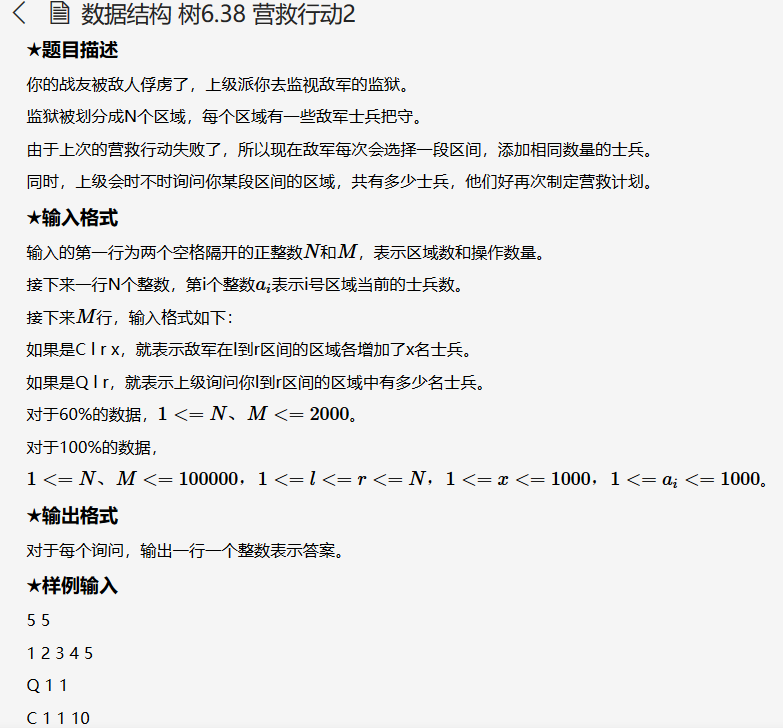 数据结构 树6.38 营救行动2
★题目描述
你的战友被敌人俘虏了，上级派你去监视敌军的监狱。
监狱被划分成N个区域，每个区域有一些敌军士兵把守。
由于上次的营救行动失败了，所以现在敌军每次会选择一段区间，添加相同数量的士兵。
同时，上级会时不时询问你某段区间的区域，共有多少士兵，他们好再次制定营救计划。
★输入格式
输入的第一行为两个空格隔开的正整数N和M，表示区域数和操作数量。
接下来一行N个整数，第i个整数a_i表示i号区域当前的士兵数。
接下来M行，输入格式如下：
如果是C l r x，就表示敌军在l到r区间的区域各增加了x名士兵。
如果是Q l r，就表示上级询问你l到r区间的区域中有多少名士兵。
对于60%的数据，1 <= N、M <= 2000。
对于100%的数据，
1 <= N、M <= 100000，1 <= l <= r <= N，1 <= x <= 1000，1 <= a_i <= 1000。
★输出格式
对于每个询问，输出一行一个整数表示答案。
★样例输入
5 5
1 2 3 4 5
Q 1 1
C 1 1 10